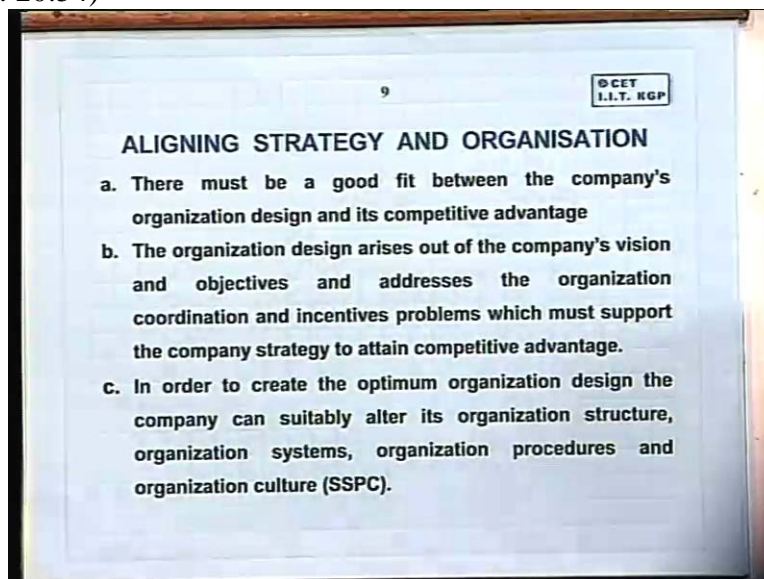 9
© CET
I.I.T. KGP
ALIGNING STRATEGY AND ORGANISATION
a. There must be a good fit between the company's
organization design and its competitive advantage
b. The organization design arises out of the company's vision
and objectives and addresses the organization
coordination and incentives problems which must support
the company strategy to attain competitive advantage.
c. In order to create the optimum organization design the
company can suitably alter its organization structure,
organization systems, organization procedures and
organization culture (SSPC).